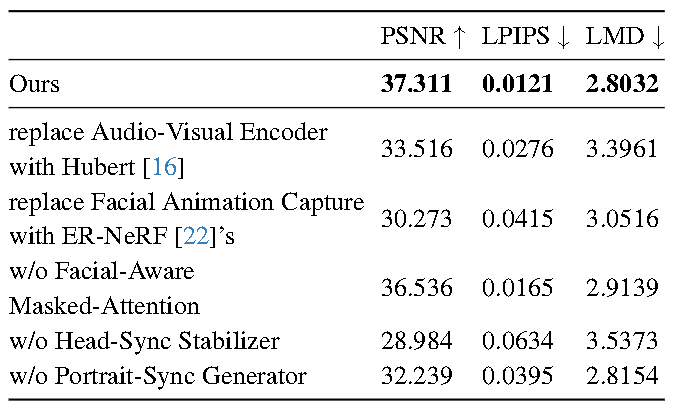 PSNR ↑ LPIPS ↓ LMD ↓
Ours 37.311 0.0121 2.8032
replace Audio-Visual Encoder
with Hubert [16] 33.516 0.0276 3.3961
replace Facial Animation Capture
with ER-NeRF [22]'s 30.273 0.0415 3.0516
w/o Facial-Aware
Masked-Attention 36.536 0.0165 2.9139
w/o Head-Sync Stabilizer 28.984 0.0634 3.5373
w/o Portrait-Sync Generator 32.239 0.0395 2.8154